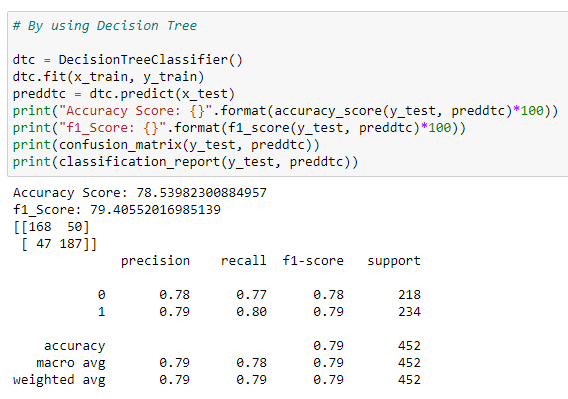 # By using Decision Tree
dtc = DecisionTreeClassifier()
dtc.fit(x_train, y_train)
preddtc = dtc.predict(x_test)
print("Accuracy Score: {}".format(accuracy_score(y_test, preddtc)*100))
print("f1_Score: {}".format(f1_score(y_test, preddtc)*100))
print(confusion_matrix(y_test, preddtc))
print(classification_report(y_test, preddtc))
Accuracy Score: 78.53982300884957
f1_Score: 79.40552016985139
[[168  50]
 [ 47 187]]
precision    recall  f1-score   support
0       0.78      0.77      0.78       218
1       0.79      0.80      0.79       234
accuracy                           0.79       452
macro avg       0.79      0.78      0.79       452
weighted avg       0.79      0.79      0.79       452